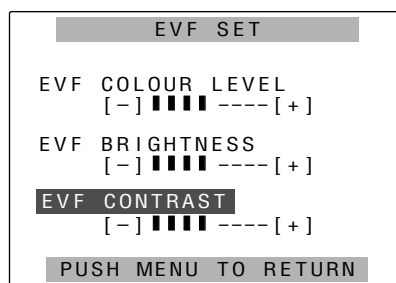 EVF SET
EVF COLOUR LEVEL
[−]▮▮▮▮----[+]
EVF BRIGHTNESS
[−]▮▮▮▮----[+]
EVF CONTRAST
[−]▮▮▮▮----[+]
PUSH MENU TO RETURN